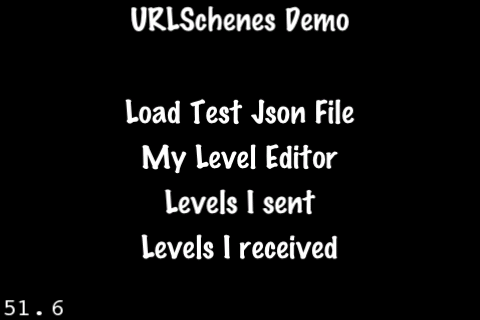 URLSchenes Demo
Load Test Json File
My Level Editor
Levels I sent
Levels I received
51.6